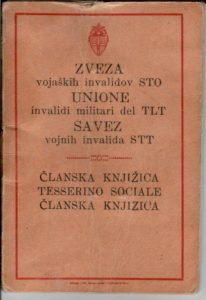 ZVEZA
vojaških invalidov STO
UNIONE
invalidi militari del TLT
SAVEZ
vojnih invalida STT
ČLANSKA KNJIŽICA
TESSERINO SOCIALE
ČLANSKA KNJIZICA